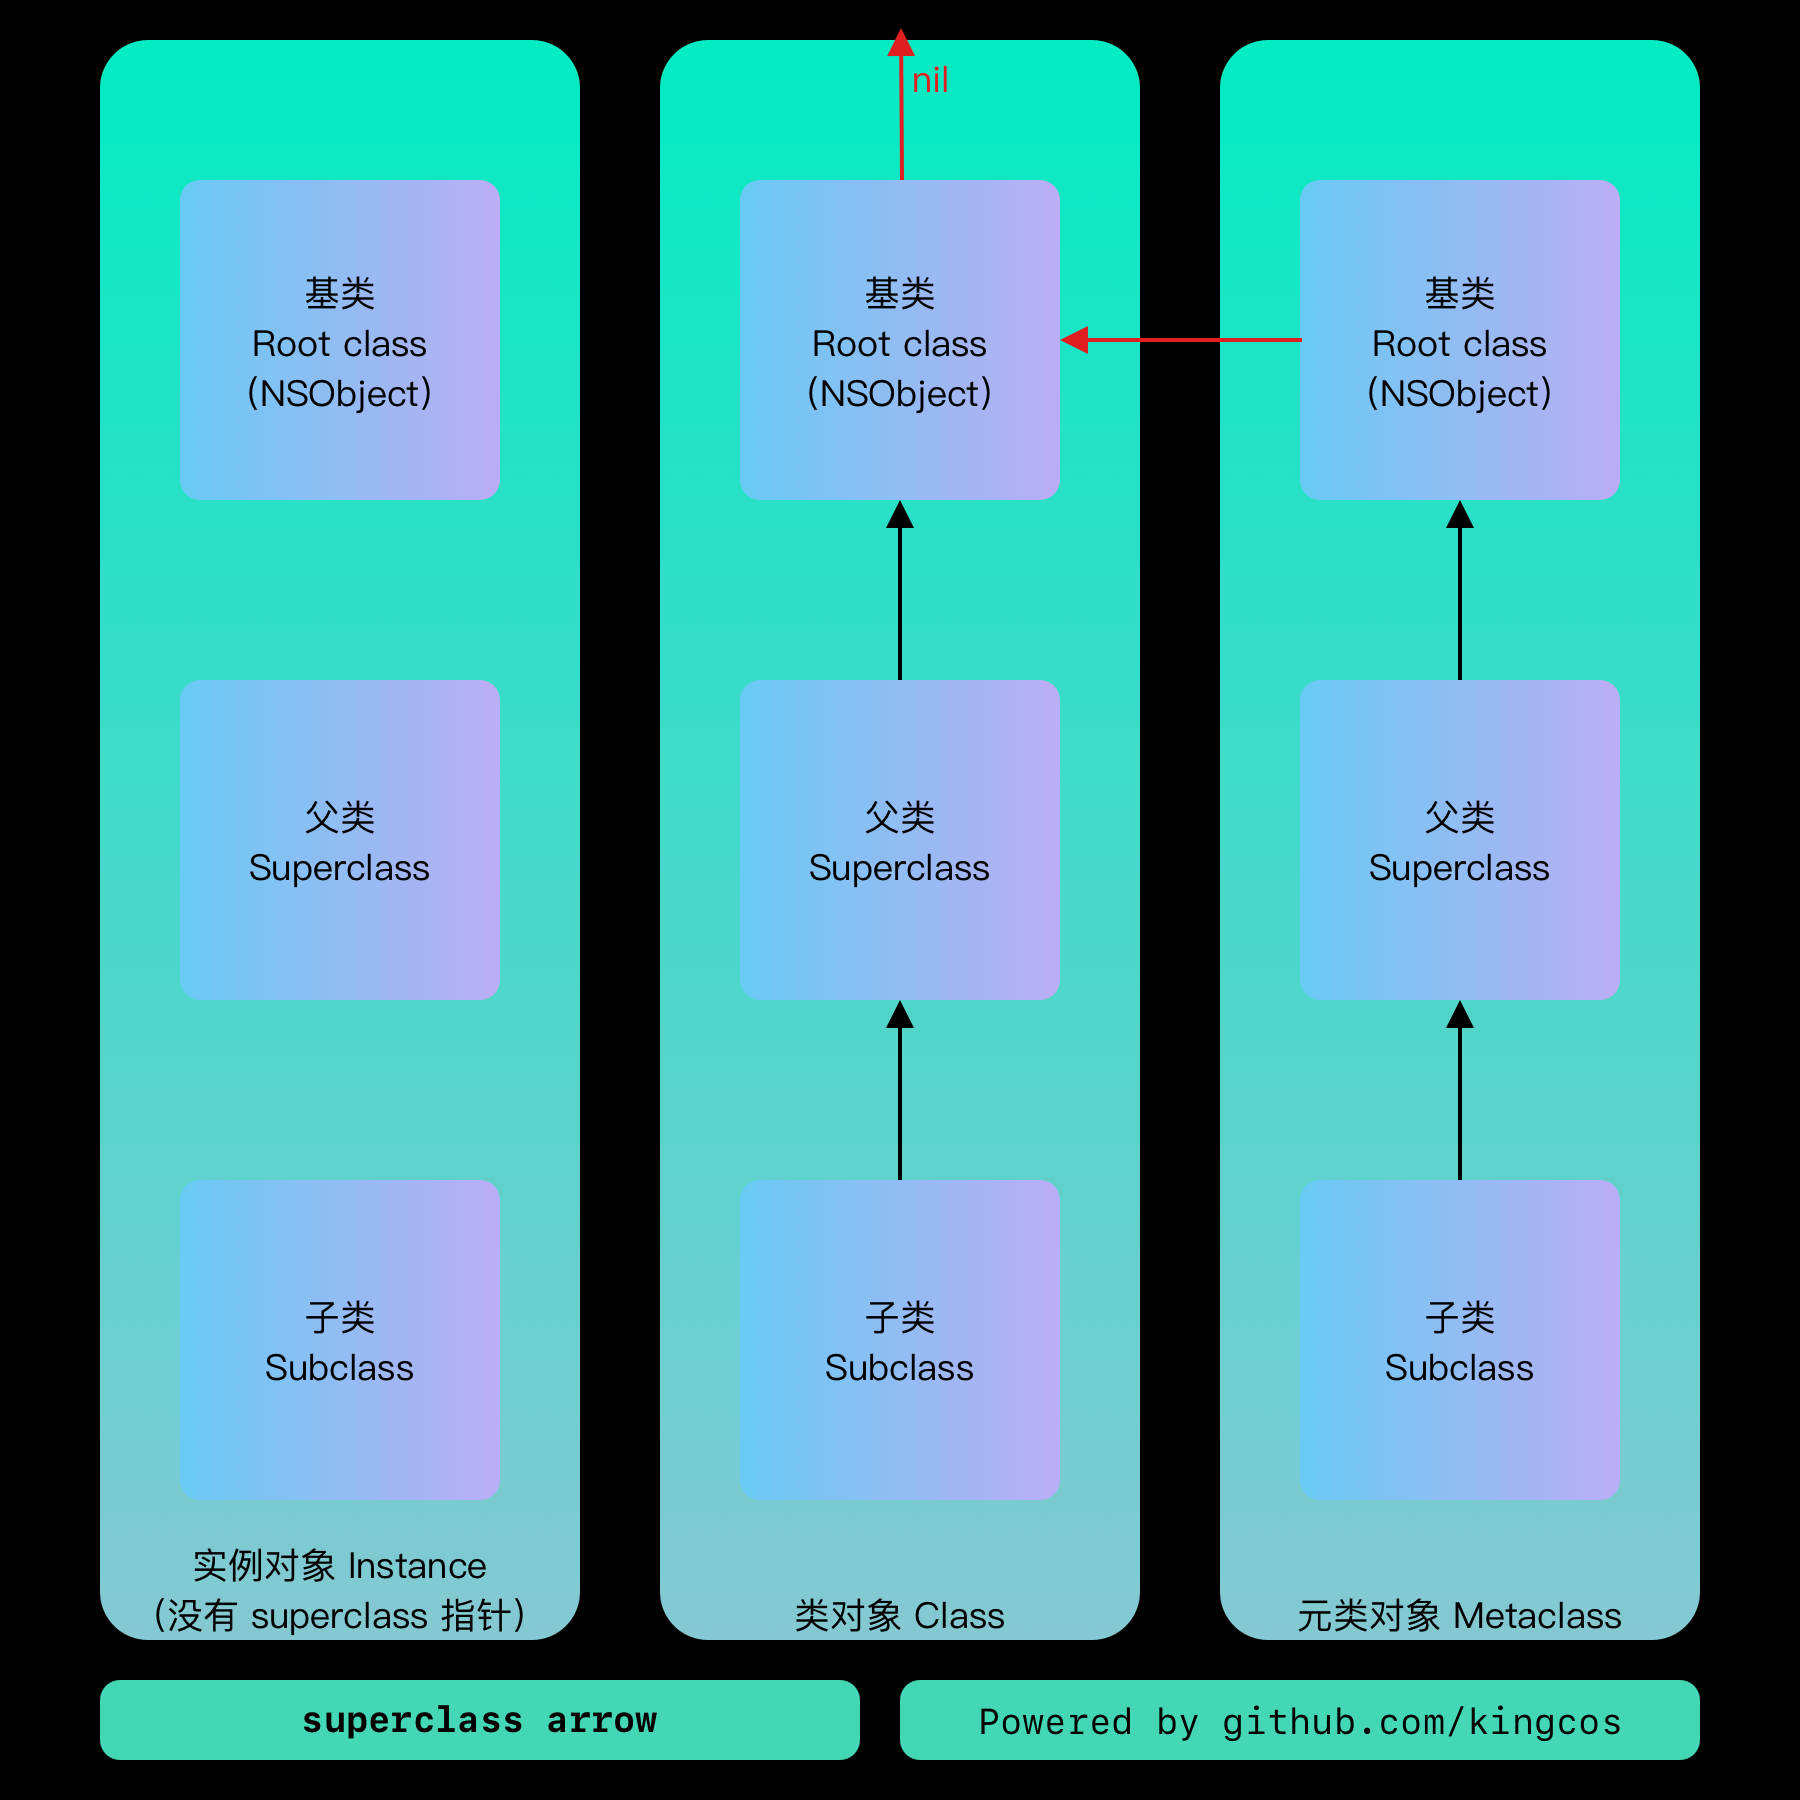 nil
基类
Root class
(NSObject)
父类
Superclass
子类
Subclass
实例对象 Instance
(没有 superclass 指针)
基类
Root class
(NSObject)
父类
Superclass
子类
Subclass
类对象 Class
基类
Root class
(NSObject)
父类
Superclass
子类
Subclass
元类对象 Metaclass
superclass arrow
Powered by github.com/kingcos